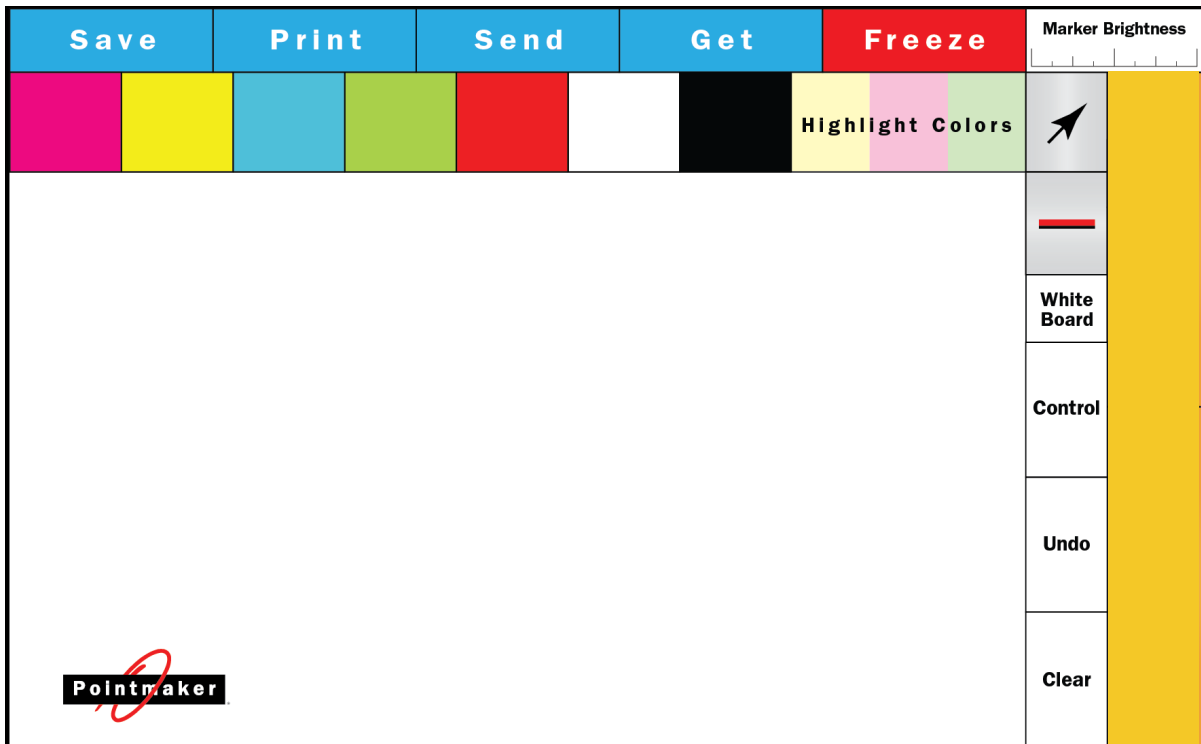 Save Print Send Get Freeze Marker Brightness
Highlight Colors
White
Board
Control
Undo
Clear
Pointmaker